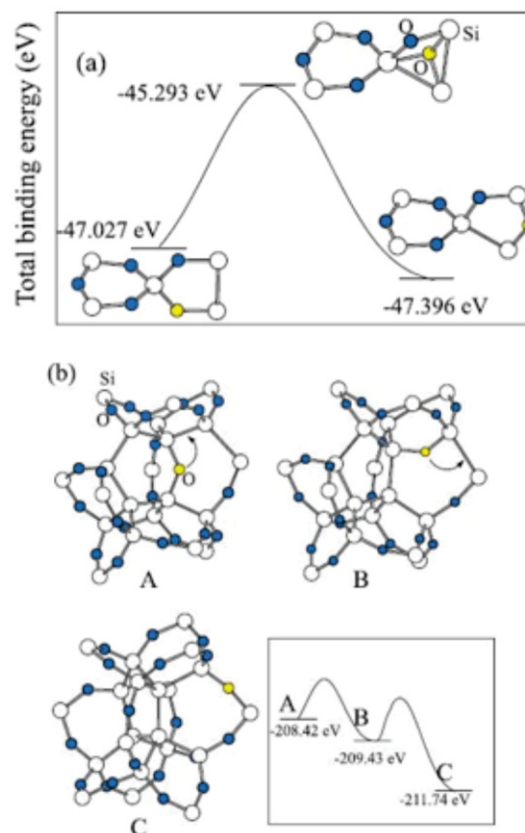 Total binding energy (eV)
(a)
O
Si
O
-45.293 eV
-47.027 eV
-47.396 eV
(b)
Si
O
O
A
B
C
A
-208.42 eV
B
-209.43 eV
C
-211.74 eV